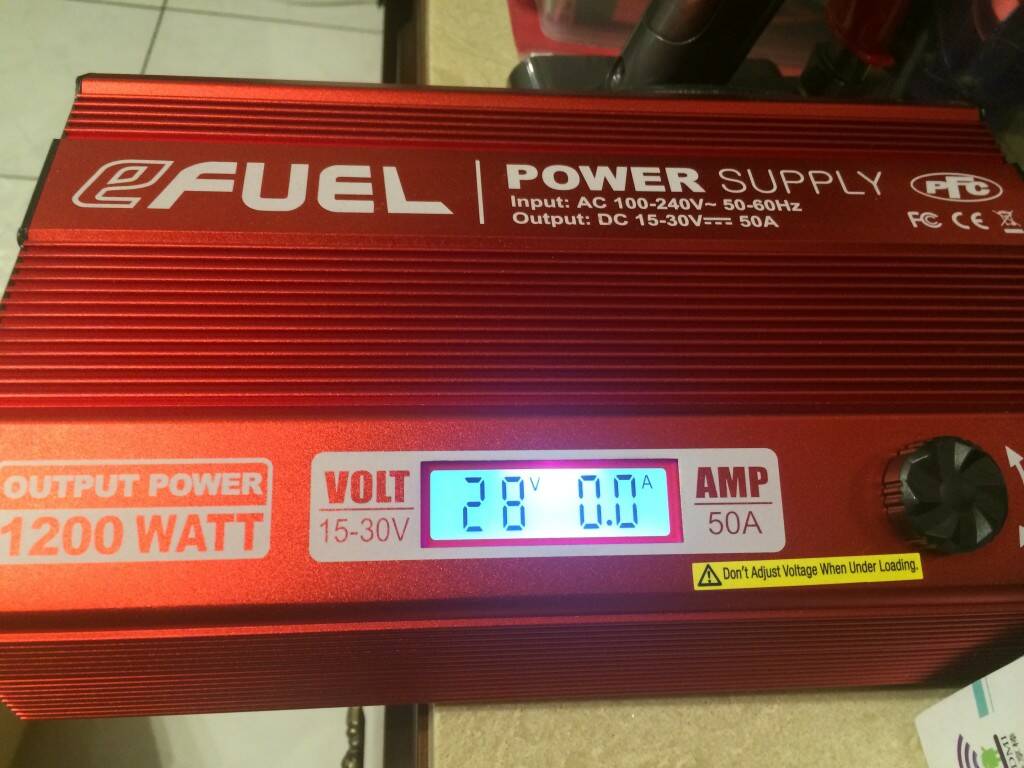 eFUEL
POWER SUPPLY
Input: AC 100-240V~ 50-60Hz
Output: DC 15-30V⎓ 50A
PFC
FC CE
OUTPUT POWER
1200 WATT
VOLT
15-30V
28 V 0.0 A
AMP
50A
Don't Adjust Voltage When Under Loading.